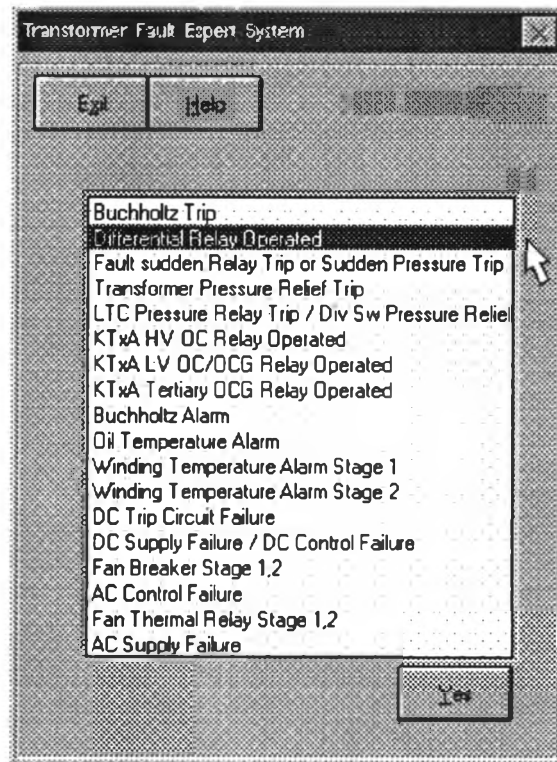 Transformer Fault Expert System
Exit Help
Buchholtz Trip
Differential Relay Operated
Fault sudden Relay Trip or Sudden Pressure Trip
Transformer Pressure Relief Trip
LTC Pressure Relay Trip / Div Sw Pressure Relief
KTxA HV OC Relay Operated
KTxA LV OC/OCG Relay Operated
KTxA Tertiary OCG Relay Operated
Buchholtz Alarm
Oil Temperature Alarm
Winding Temperature Alarm Stage 1
Winding Temperature Alarm Stage 2
DC Trip Circuit Failure
DC Supply Failure / DC Control Failure
Fan Breaker Stage 1,2
AC Control Failure
Fan Thermal Relay Stage 1,2
AC Supply Failure
Yes